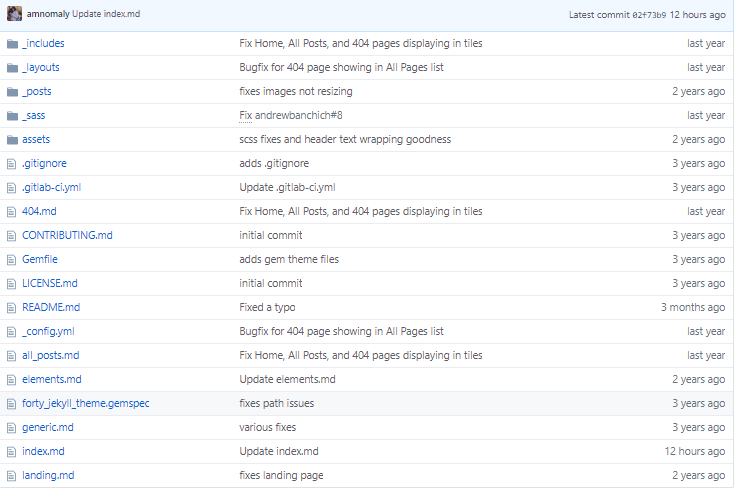 amnomaly Update index.md Latest commit 02f73b9 12 hours ago
_includes Fix Home, All Posts, and 404 pages displaying in tiles last year
_layouts Bugfix for 404 page showing in All Pages list last year
_posts fixes images not resizing 2 years ago
_sass Fix andrewbanchich#8 last year
assets scss fixes and header text wrapping goodness 2 years ago
.gitignore adds .gitignore 3 years ago
.gitlab-ci.yml Update .gitlab-ci.yml 3 years ago
404.md Fix Home, All Posts, and 404 pages displaying in tiles last year
CONTRIBUTING.md initial commit 3 years ago
Gemfile adds gem theme files 3 years ago
LICENSE.md initial commit 3 years ago
README.md Fixed a typo 3 months ago
_config.yml Bugfix for 404 page showing in All Pages list last year
all_posts.md Fix Home, All Posts, and 404 pages displaying in tiles last year
elements.md Update elements.md 2 years ago
forty_jekyll_theme.gemspec fixes path issues 3 years ago
generic.md various fixes 3 years ago
index.md Update index.md 12 hours ago
landing.md fixes landing page 2 years ago